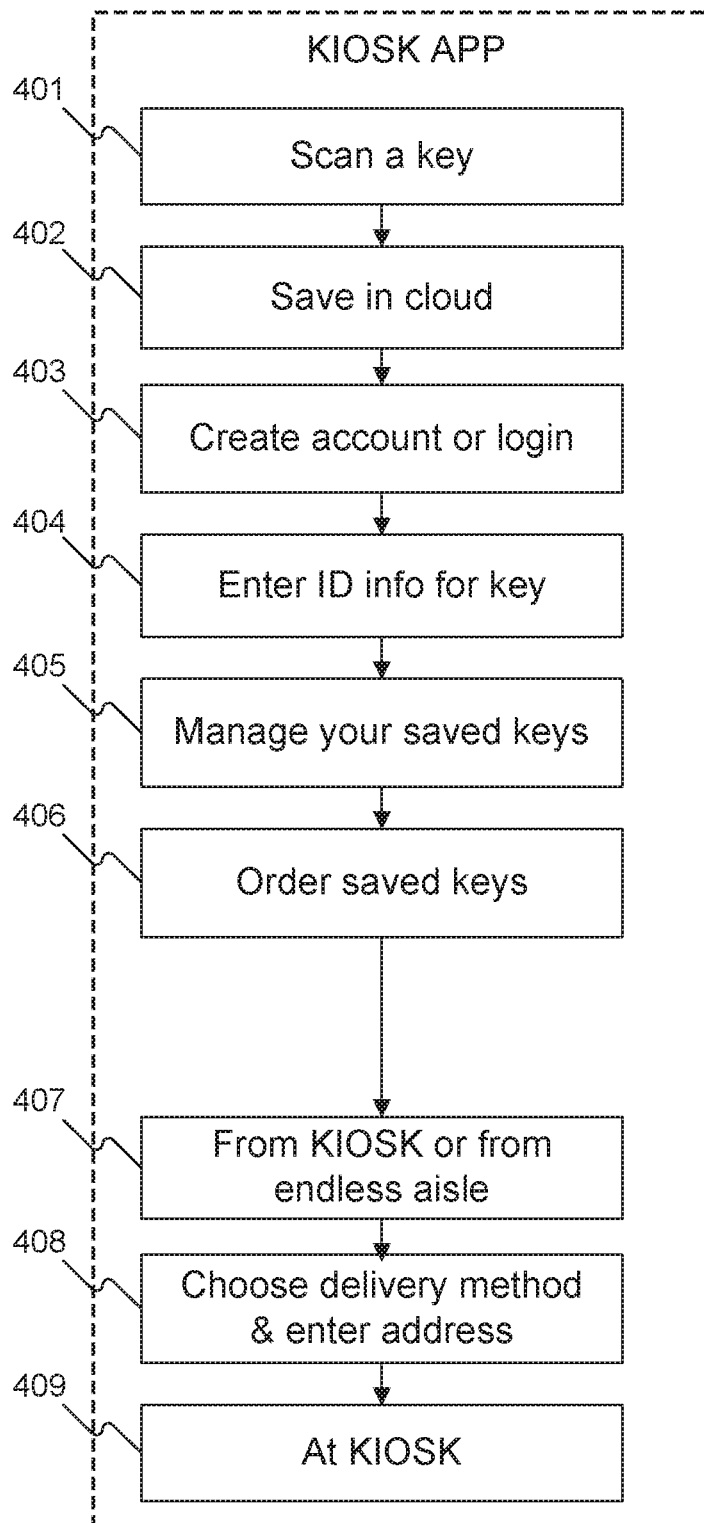 KIOSK APP
401
Scan a key
402
Save in cloud
403
Create account or login
404
Enter ID info for key
405
Manage your saved keys
406
Order saved keys
407
From KIOSK or from
endless aisle
408
Choose delivery method
& enter address
409
At KIOSK